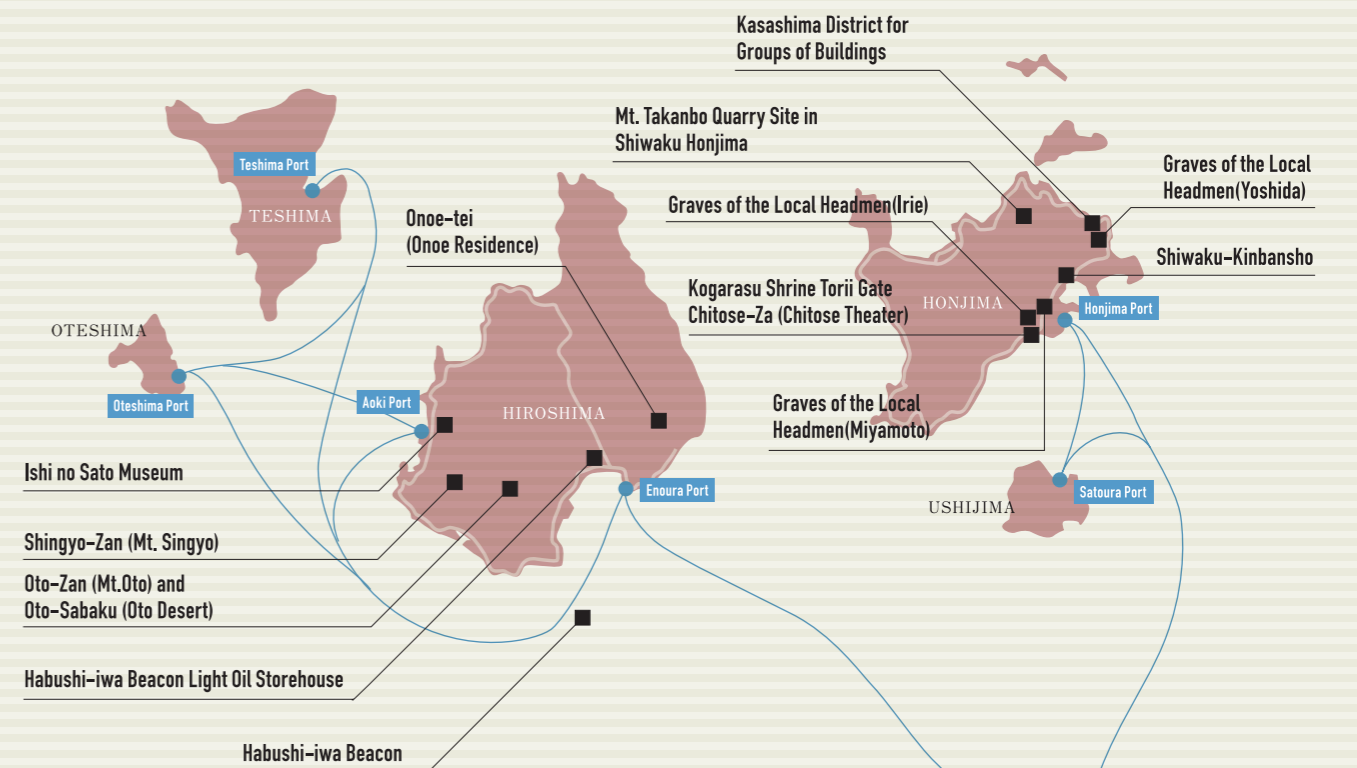 Kasashima District for
Groups of Buildings
Mt. Takanbo Quarry Site in
Shiwaku Honjima
Graves of the Local
Headmen(Yoshida)
Teshima Port
TESHIMA
Onoe-tei
(Onoe Residence)
Graves of the Local Headmen(Irie)
Shiwaku-Kinbansho
Kogarasu Shrine Torii Gate
Chitose-Za (Chitose Theater)
HONJIMA
Honjima Port
OTESHIMA
Oteshima Port
Aoki Port
HIROSHIMA
Graves of the Local
Headmen(Miyamoto)
Ishi no Sato Museum
Enoura Port
Satoura Port
USHIJIMA
Shingyo-Zan (Mt. Singyo)
Oto-Zan (Mt.Oto) and
Oto-Sabaku (Oto Desert)
Habushi-iwa Beacon Light Oil Storehouse
Habushi-iwa Beacon